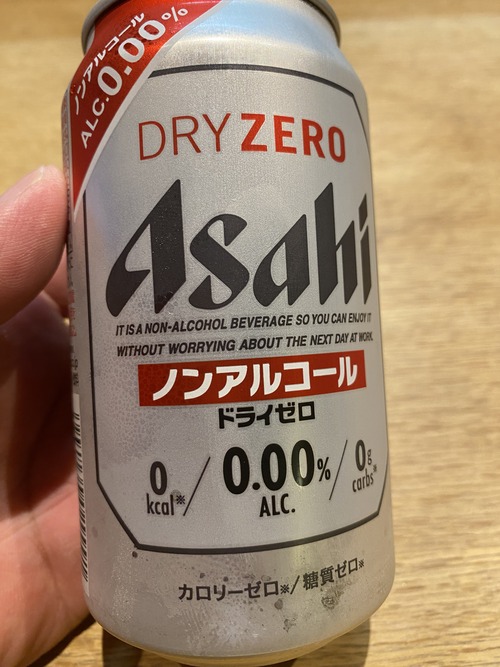 ノンアルコール
ALC.0.00%
DRY ZERO
Asahi
IT IS A NON-ALCOHOL BEVERAGE SO YOU CAN ENJOY IT
WITHOUT WORRYING ABOUT THE NEXT DAY AT WORK.
ノンアルコール
ドライゼロ
0kcal※/0.00%ALC./0g carbs※
カロリーゼロ※/糖質ゼロ※